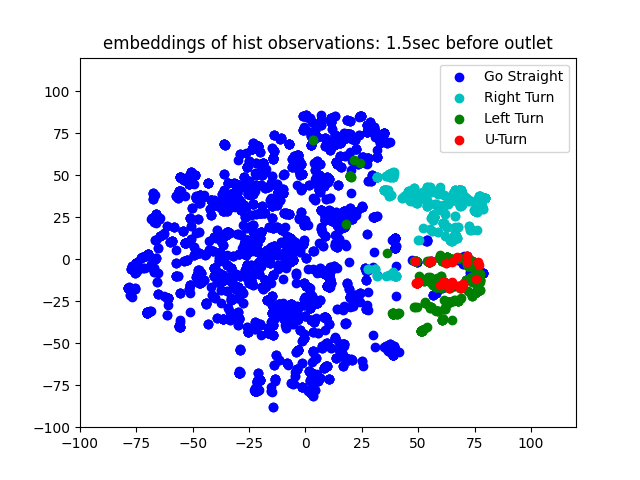 embeddings of hist observations: 1.5sec before outlet
Go Straight
Right Turn
Left Turn
U-Turn
100
75
50
25
0
−25
−50
−75
−100
−100 −75 −50 −25 0 25 50 75 100